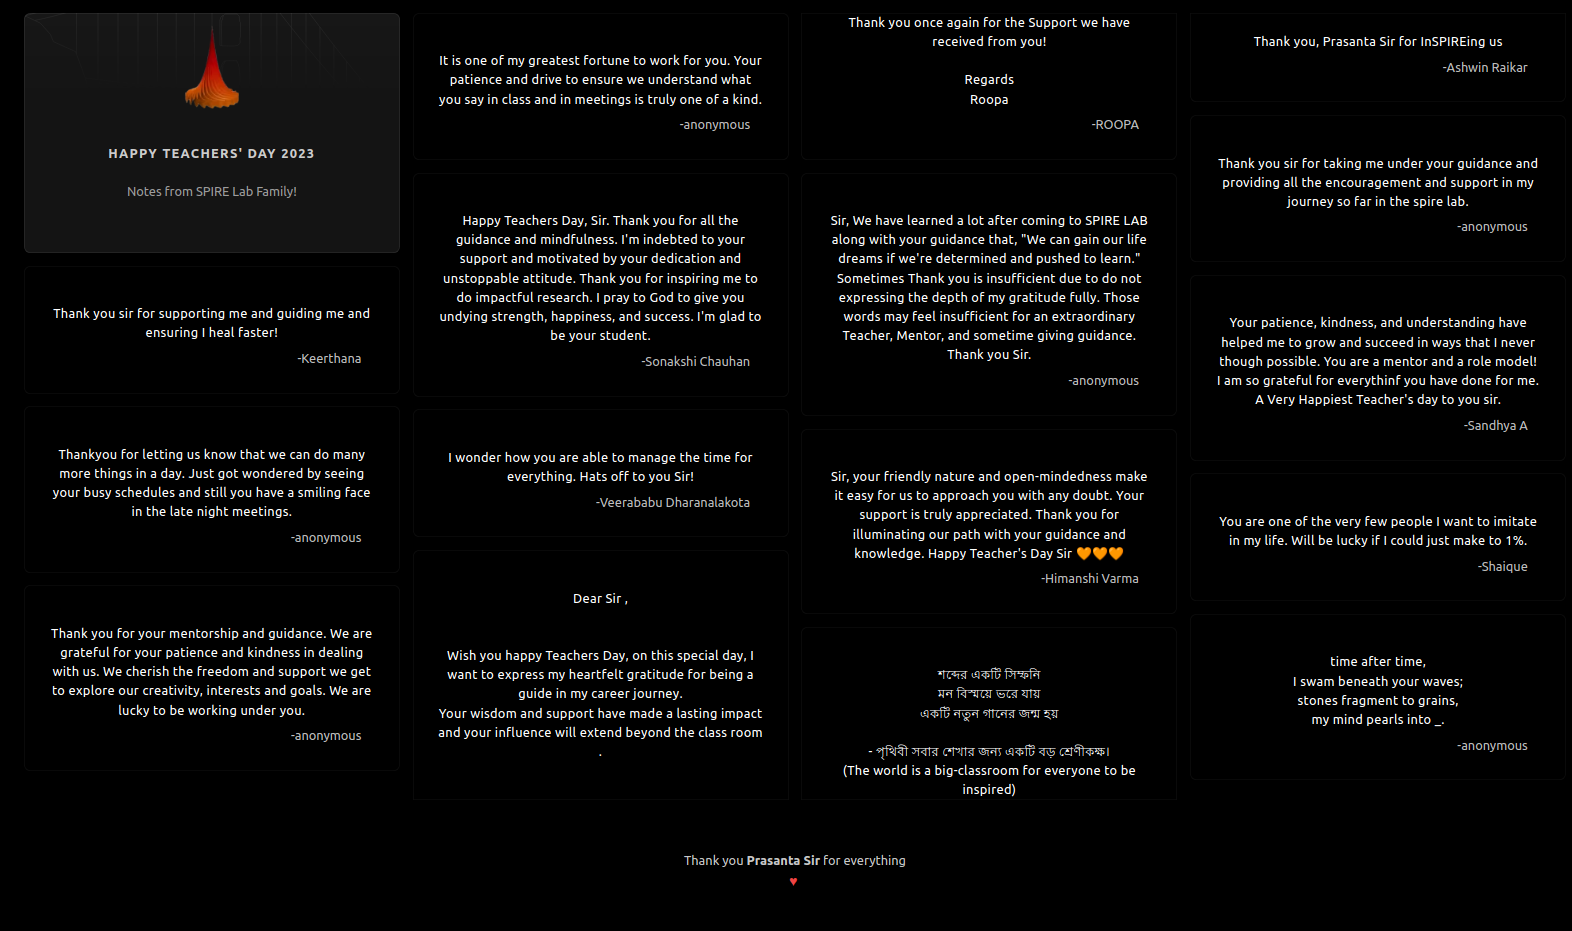 HAPPY TEACHERS' DAY 2023
Notes from SPIRE Lab Family!
Thank you sir for supporting me and guiding me and
ensuring I heal faster!
-Keerthana
Thankyou for letting us know that we can do many
more things in a day. Just got wondered by seeing
your busy schedules and still you have a smiling face
in the late night meetings.
-anonymous
Thank you for your mentorship and guidance. We are
grateful for your patience and kindness in dealing
with us. We cherish the freedom and support we get
to explore our creativity, interests and goals. We are
lucky to be working under you.
-anonymous
It is one of my greatest fortune to work for you. Your
patience and drive to ensure we understand what
you say in class and in meetings is truly one of a kind.
-anonymous
Happy Teachers Day, Sir. Thank you for all the
guidance and mindfulness. I'm indebted to your
support and motivated by your dedication and
unstoppable attitude. Thank you for inspiring me to
do impactful research. I pray to God to give you
undying strength, happiness, and success. I'm glad to
be your student.
-Sonakshi Chauhan
I wonder how you are able to manage the time for
everything. Hats off to you Sir!
-Veerababu Dharanalakota
Dear Sir ,
Wish you happy Teachers Day, on this special day, I
want to express my heartfelt gratitude for being a
guide in my career journey.
Your wisdom and support have made a lasting impact
and your influence will extend beyond the class room
.
Thank you once again for the Support we have
received from you!
Regards
Roopa
-ROOPA
Sir, We have learned a lot after coming to SPIRE LAB
along with your guidance that, "We can gain our life
dreams if we're determined and pushed to learn."
Sometimes Thank you is insufficient due to do not
expressing the depth of my gratitude fully. Those
words may feel insufficient for an extraordinary
Teacher, Mentor, and sometime giving guidance.
Thank you Sir.
-anonymous
Sir, your friendly nature and open-mindedness make
it easy for us to approach you with any doubt. Your
support is truly appreciated. Thank you for
illuminating our path with your guidance and
knowledge. Happy Teacher's Day Sir 🧡🧡🧡
-Himanshi Varma
শব্দের একটি সিম্ফনি
মন বিস্ময়ে ভরে যায়
একটি নতুন গানের জন্ম হয়
- পৃথিবী সবার শেখার জন্য একটি বড় শ্রেণীকক্ষ।
(The world is a big-classroom for everyone to be
inspired)
Thank you, Prasanta Sir for InSPIREing us
-Ashwin Raikar
Thank you sir for taking me under your guidance and
providing all the encouragement and support in my
journey so far in the spire lab.
-anonymous
Your patience, kindness, and understanding have
helped me to grow and succeed in ways that I never
though possible. You are a mentor and a role model!
I am so grateful for everythinf you have done for me.
A Very Happiest Teacher's day to you sir.
-Sandhya A
You are one of the very few people I want to imitate
in my life. Will be lucky if I could just make to 1%.
-Shaique
time after time,
I swam beneath your waves;
stones fragment to grains,
my mind pearls into _.
-anonymous
Thank you Prasanta Sir for everything
♥